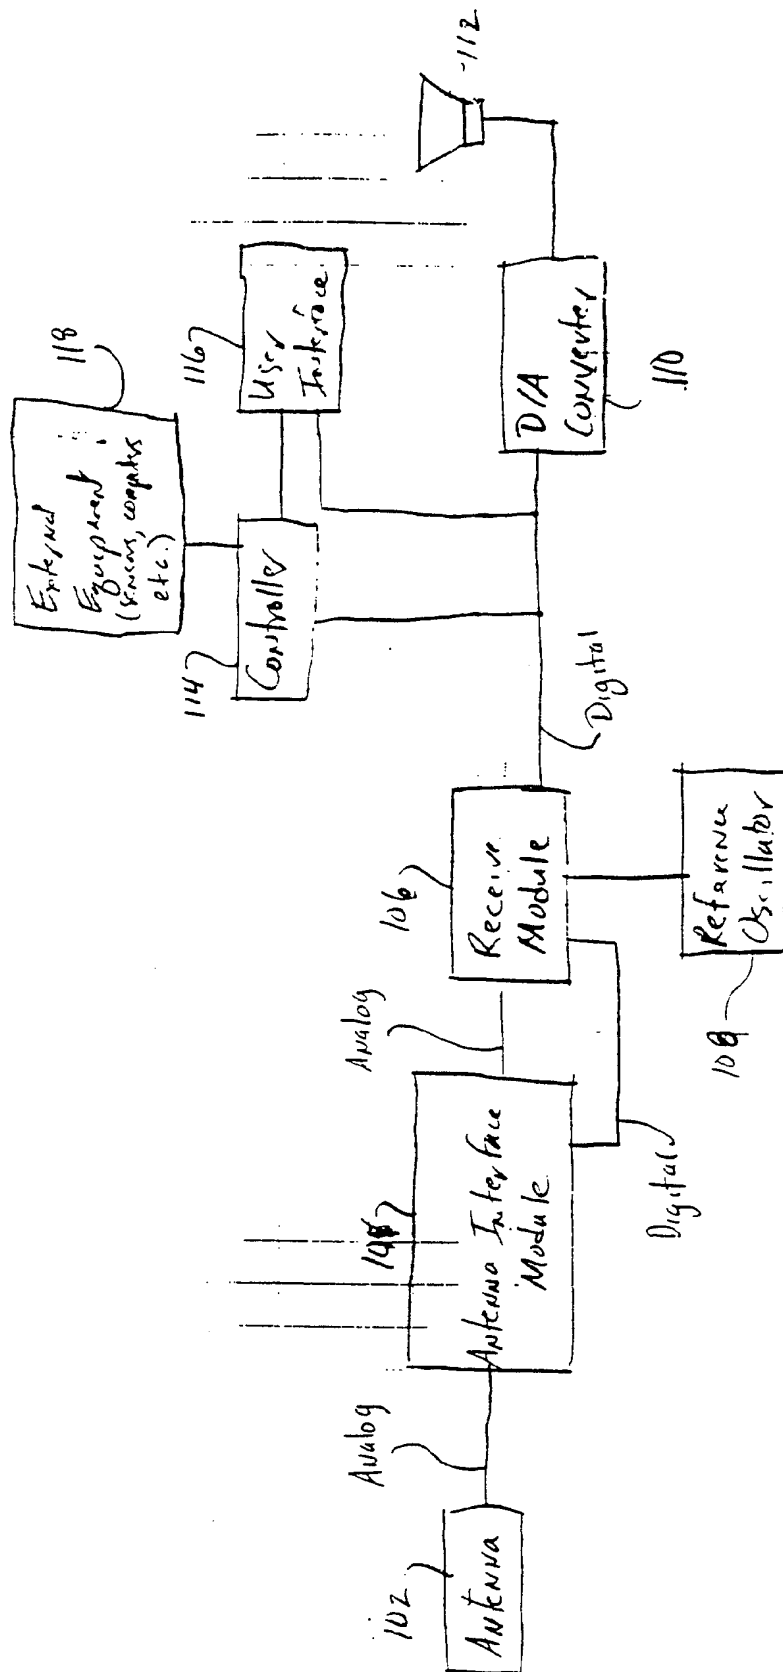 102
Antenna
Analog
Antenna Interface
Module
Analog
Digital
106
Receive
Module
Reference
Oscillator
Digital
114
Controller
118
External
Equipment
(sensors, computers
etc.)
116
User
Interface
D/A
Converter
110
112